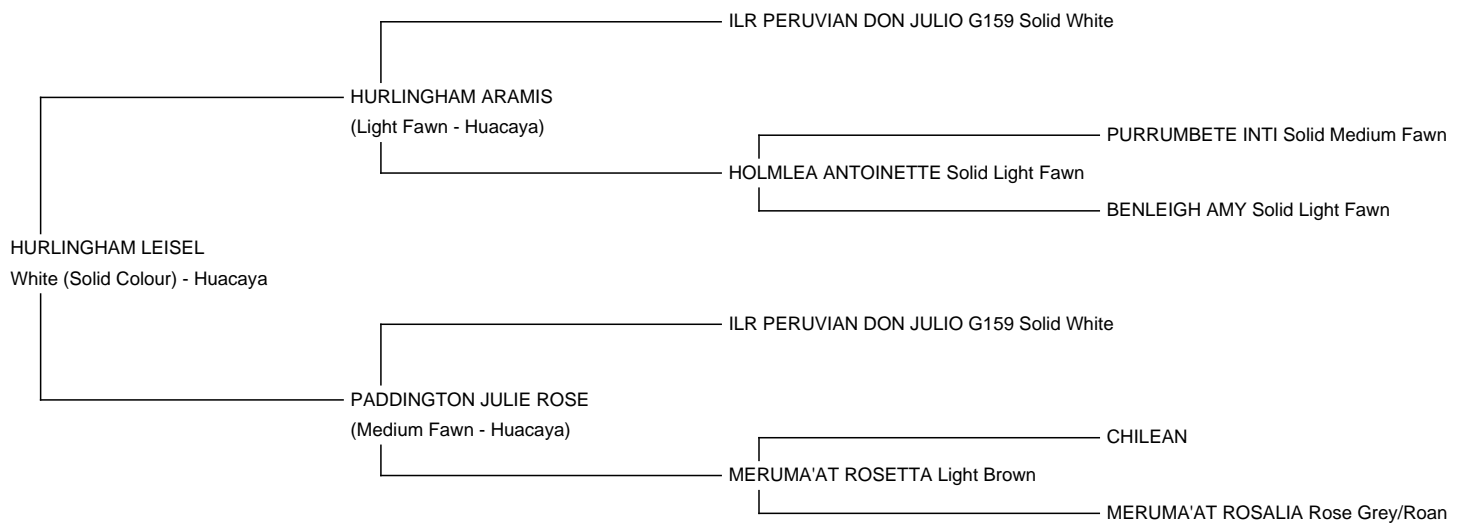 ILR PERUVIAN DON JULIO G159 Solid White
HURLINGHAM ARAMIS
(Light Fawn - Huacaya)
PURRUMBETE INTI Solid Medium Fawn
HOLMLEA ANTOINETTE Solid Light Fawn
BENLEIGH AMY Solid Light Fawn
HURLINGHAM LEISEL
White (Solid Colour) - Huacaya
ILR PERUVIAN DON JULIO G159 Solid White
PADDINGTON JULIE ROSE
(Medium Fawn - Huacaya)
CHILEAN
MERUMA'AT ROSETTA Light Brown
MERUMA'AT ROSALIA Rose Grey/Roan